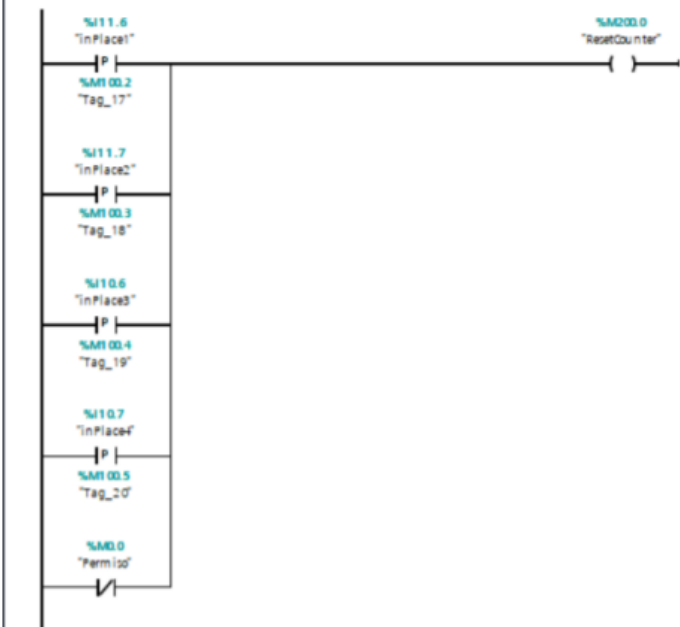 %I11.6
"inPlace1"
P
%M100.2
"Tag_17"
%M200.0
"ResetCounter"
%I11.7
"inPlace2"
P
%M100.3
"Tag_18"
%I10.6
"inPlace3"
P
%M100.4
"Tag_19"
%I10.7
"inPlace4"
P
%M100.5
"Tag_20"
%M0.0
"Permiso"